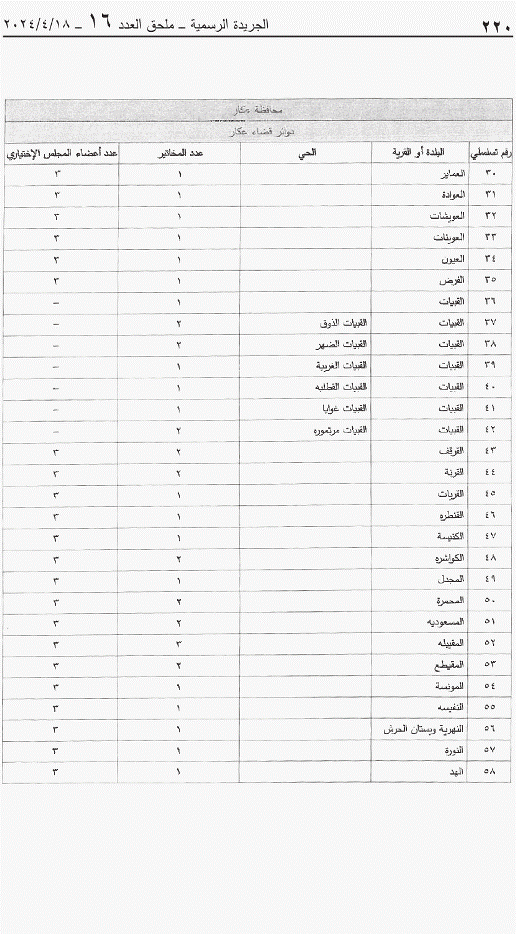 ٢٢٠ الجريدة الرسمية – ملحق العدد ١٦ – ٢٠٢٤/٤/١٨
محافظة عكار
دوائر قضاء عكار
رقم تسلسلي البلدة أو القرية الحي عدد المخاتير عدد أعضاء المجلس الإختياري
٣٠ العماير ١ ٣
٣١ العوادة ١ ٣
٣٢ العويشات ١ ٣
٣٣ العوينات ١ ٣
٣٤ العيون ١ ٣
٣٥ الفرض ١ ٣
٣٦ القبيات ١ –
٣٧ القبيات القبيات الذوق ٢ –
٣٨ القبيات القبيات الضهر ٢ –
٣٩ القبيات القبيات الغربية ١ –
٤٠ القبيات القبيات القطلبه ١ –
٤١ القبيات القبيات غوايا ١ –
٤٢ القبيات القبيات مرتموره ٢ –
٤٣ القرقف ٢ ٣
٤٤ القرنة ٢ ٣
٤٥ القريات ١ ٣
٤٦ القنطره ١ ٣
٤٧ الكنيسة ١ ٣
٤٨ الكواشره ٢ ٣
٤٩ المجدل ١ ٣
٥٠ المحمرة ٢ ٣
٥١ المسعوديه ٢ ٣
٥٢ المقيبله ٣ ٣
٥٣ المقيطع ٢ ٣
٥٤ المونسة ١ ٣
٥٥ النفيسه ١ ٣
٥٦ النهرية وبستان الحرش ١ ٣
٥٧ النورة ١ ٣
٥٨ الهد ١ ٣